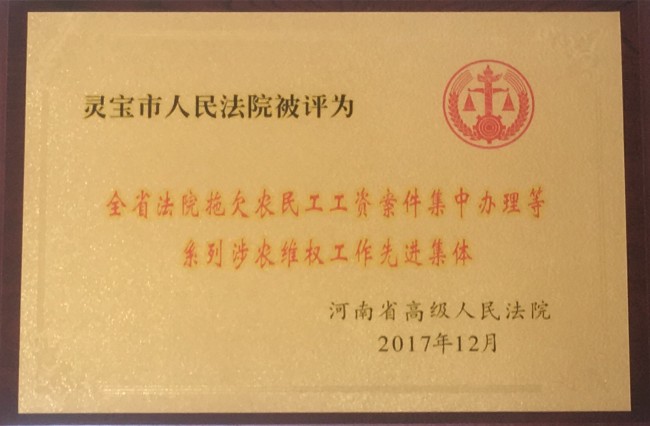 灵宝市人民法院被评为
全省法院拖欠农民工工资案件集中办理等
系列涉农维权工作先进集体
河南省高级人民法院
2017年12月